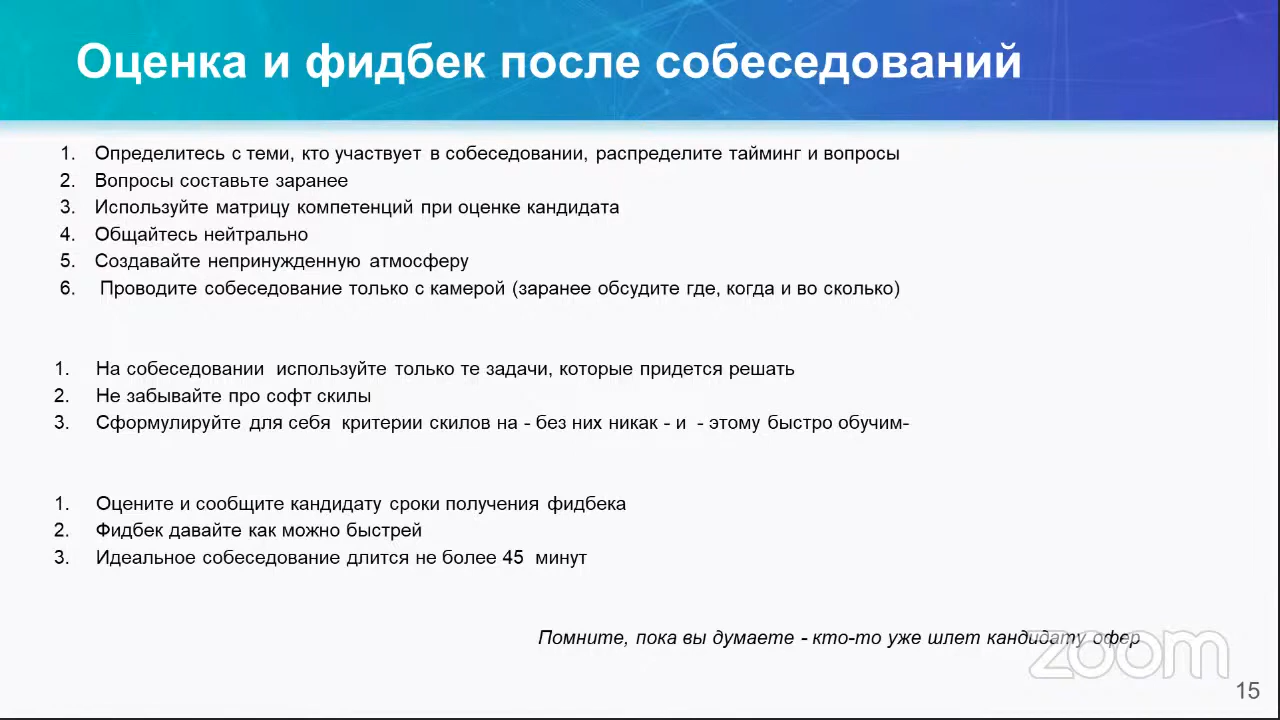 Оценка и фидбек после собеседований
1. Определитесь с теми, кто участвует в собеседовании, распределите тайминг и вопросы
2. Вопросы составьте заранее
3. Используйте матрицу компетенций при оценке кандидата
4. Общайтесь нейтрально
5. Создавайте непринужденную атмосферу
6. Проводите собеседование только с камерой (заранее обсудите где, когда и во сколько)
1. На собеседовании используйте только те задачи, которые придется решать
2. Не забывайте про софт скилы
3. Сформулируйте для себя критерии скилов на - без них никак - и - этому быстро обучим-
1. Оцените и сообщите кандидату сроки получения фидбека
2. Фидбек давайте как можно быстрей
3. Идеальное собеседование длится не более 45 минут
Помните, пока вы думаете - кто-то уже шлет кандидату офер
zoom
15